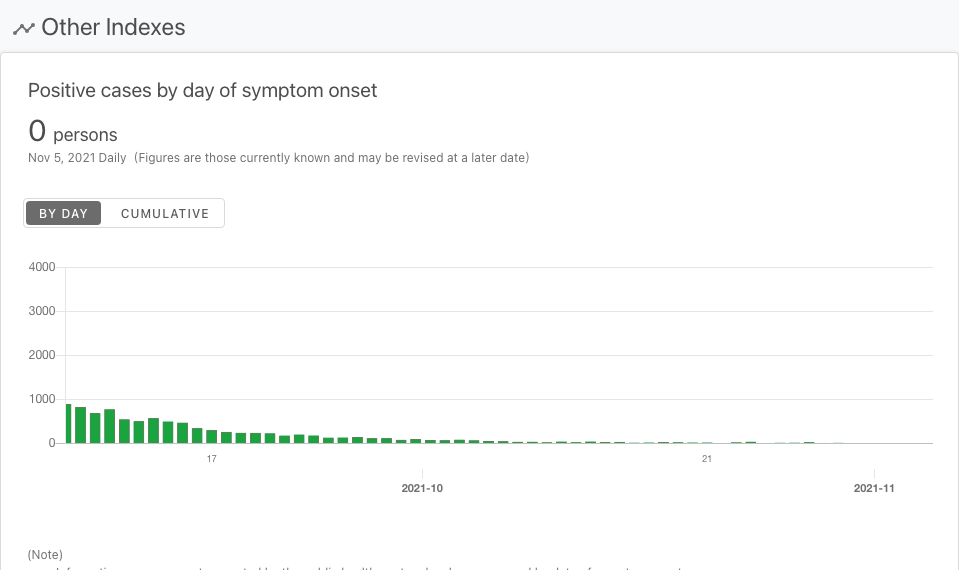 Other Indexes
Positive cases by day of symptom onset
0 persons
Nov 5, 2021 Daily (Figures are those currently known and may be revised at a later date)
BY DAY CUMULATIVE
4000
3000
2000
1000
0
17 21
2021-10 2021-11
(Note)